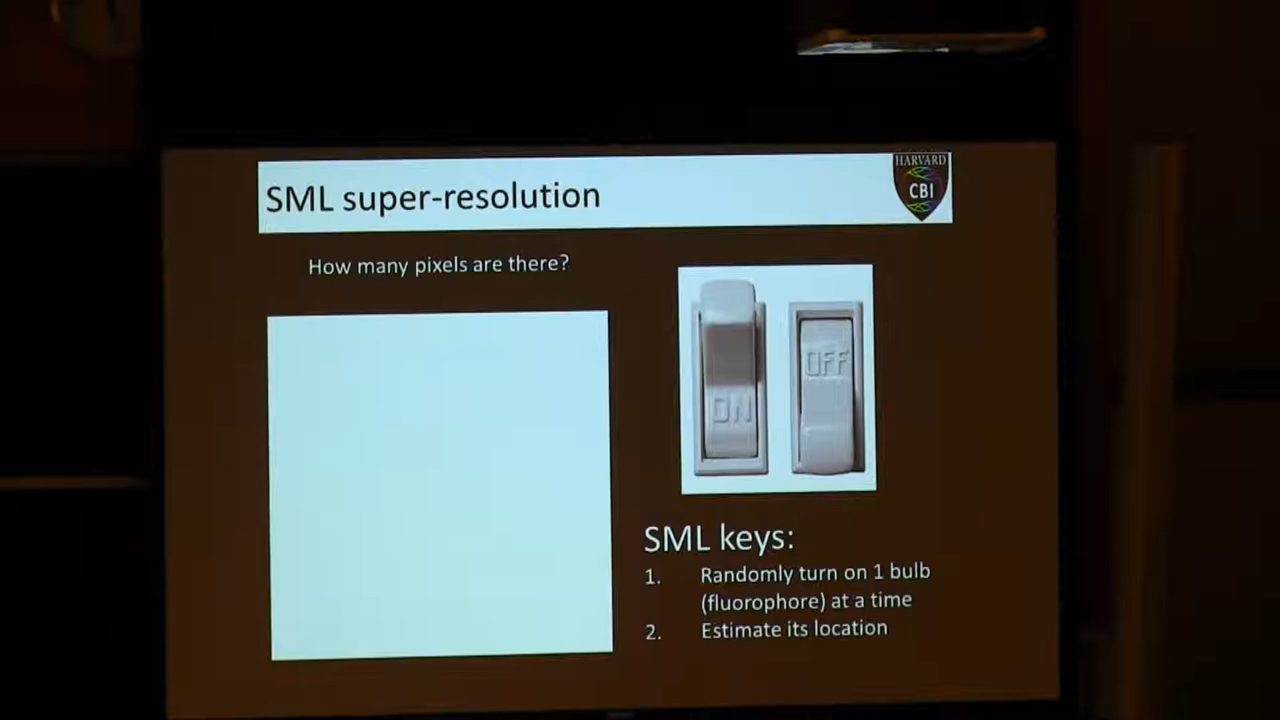 SML super-resolution
HARVARD
CBI
How many pixels are there?
ON
OFF
SML keys:
1. Randomly turn on 1 bulb
(fluorophore) at a time
2. Estimate its location